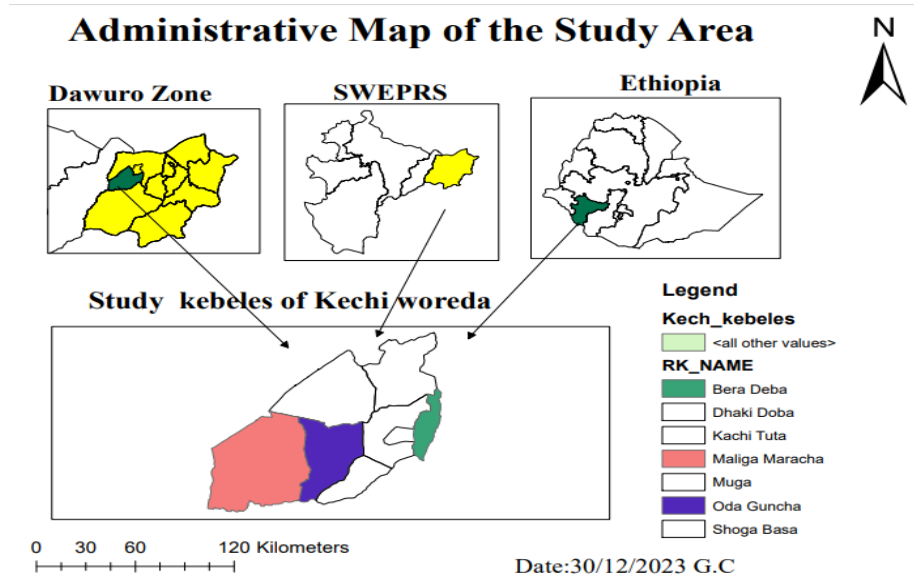 Administrative Map of the Study Area
N
Dawuro Zone
SWEPRS
Ethiopia
Study kebeles of Kechi woreda
Legend
Kech_kebeles
<all other values>
RK_NAME
Bera Deba
Dhaki Doba
Kachi Tuta
Maliga Maracha
Muga
Oda Guncha
Shoga Basa
0 30 60 120 Kilometers
Date:30/12/2023 G.C